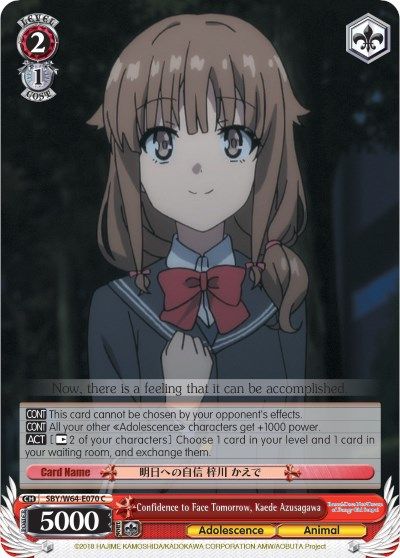 LEVEL
2
1
COST
Now, there is a feeling that it can be accomplished.
CONT This card cannot be chosen by your opponent's effects.
CONT All your other «Adolescence» characters get +1000 power.
ACT [2 of your characters] Choose 1 card in your level and 1 card in
your waiting room, and exchange them.
Card Name 明日への自信 梓川 かえで
CH SBY/W64-E070 C
Confidence to Face Tomorrow, Kaede Azusagawa
POWER 5000
Adolescence Animal
©2018 HAJIME KAMOSHIDA/KADOKAWA CORPORATION AMW/AOBUTA Project